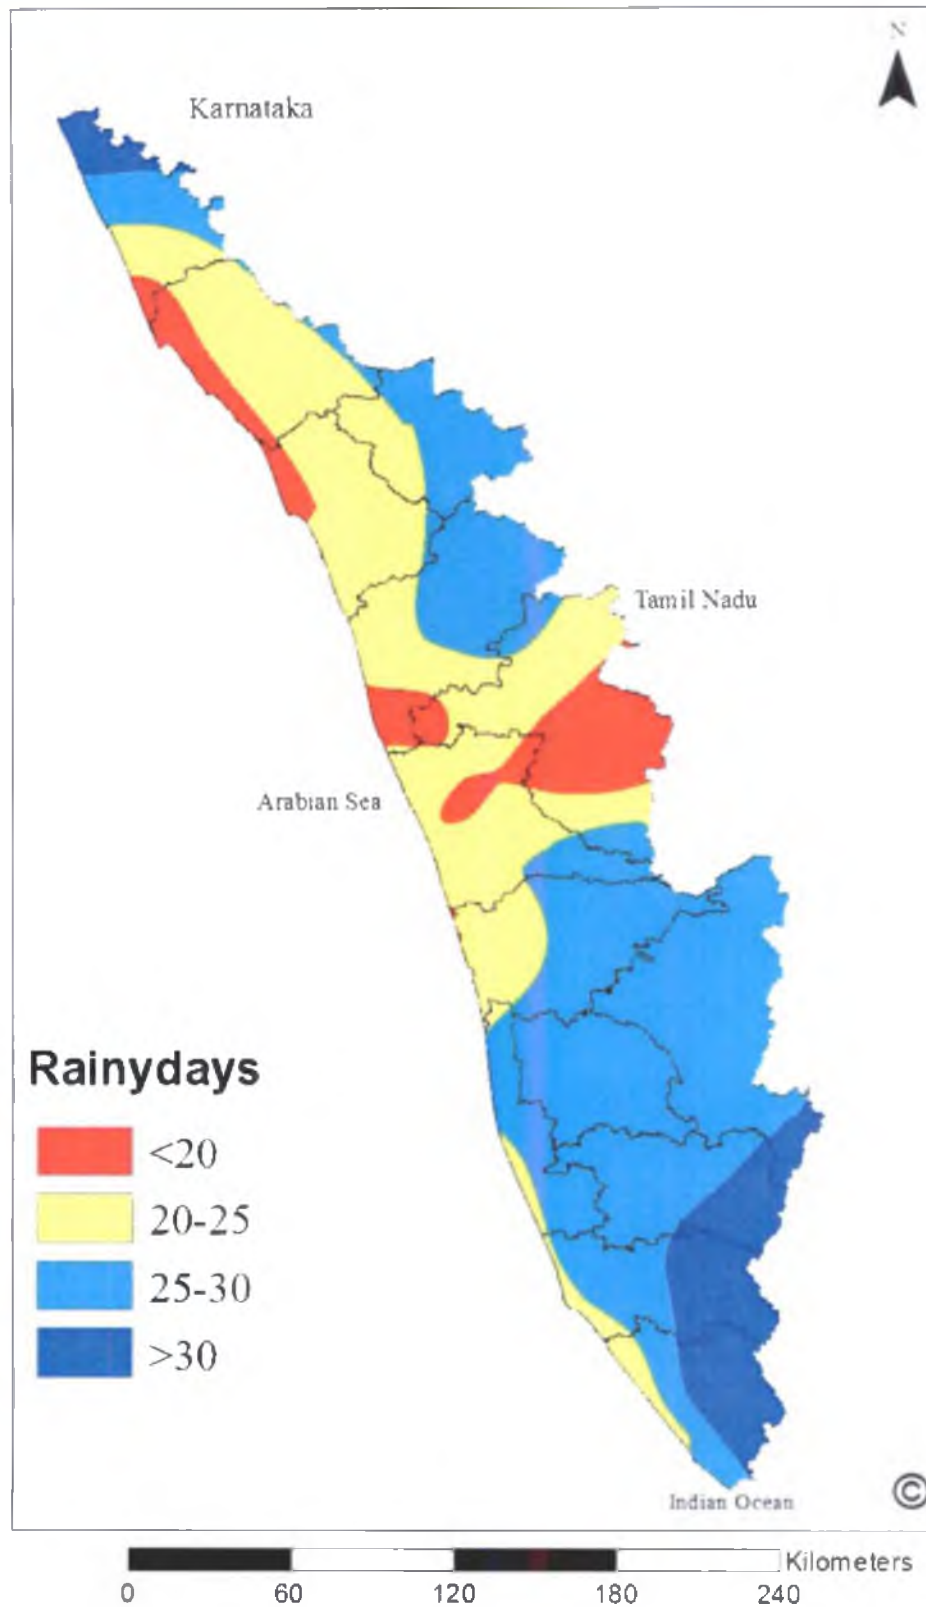 N
Karnataka
Tamil Nadu
Arabian Sea
Rainydays
<20
20-25
25-30
>30
Indian Ocean
©
Kilometers
0 60 120 180 240